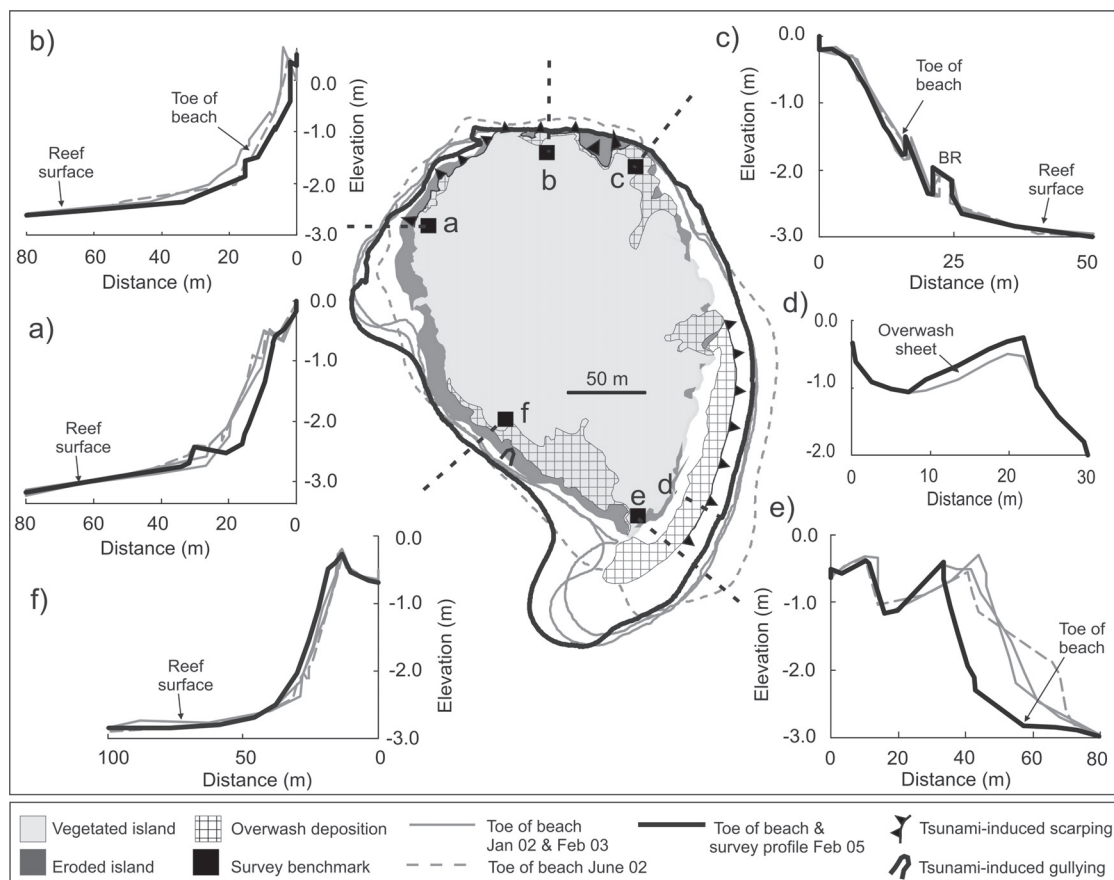 b)
0.0
-1.0
-2.0
-3.0
Elevation (m)
Toe of
beach
Reef
surface
80
60
40
20
0
Distance (m)
c)
0.0
-1.0
-2.0
-3.0
Elevation (m)
Toe of
beach
BR
Reef
surface
0
25
50
Distance (m)
a)
0.0
-1.0
-2.0
-3.0
Elevation (m)
Reef
surface
80
60
40
20
0
Distance (m)
a
b
c
d
e
f
50 m
d)
0.0
-1.0
-2.0
Overwash
sheet
0
10
20
30
Distance (m)
e)
0.0
-1.0
-2.0
-3.0
Elevation (m)
Toe of
beach
0
20
40
60
80
Distance (m)
f)
0.0
-1.0
-2.0
-3.0
Elevation (m)
Reef
surface
100
50
0
Distance (m)
Vegetated island
Eroded island
Overwash deposition
Survey benchmark
Toe of beach
Jan 02 & Feb 03
Toe of beach June 02
Toe of beach &
survey profile Feb 05
Tsunami-induced scarping
Tsunami-induced gullying